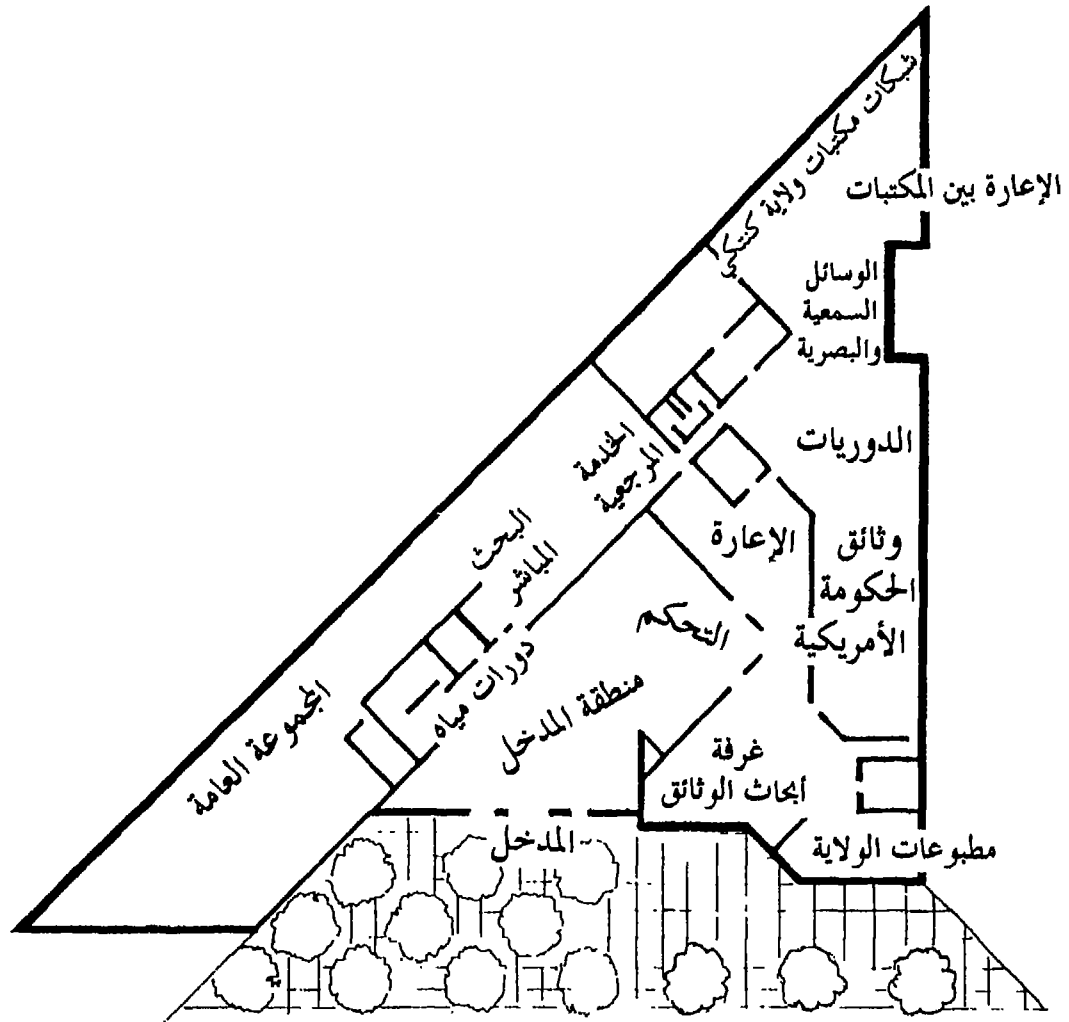 شبكات مكتبات ولاية كنتكي
الإعارة بين المكتبات
الوسائل
السمعية
والبصرية
الدوريات
الخدمة
المرجعية
الإعارة
وثائق
الحكومة
الأمريكية
البحث
المباشر
التحكم
دورات مياه
منطقة المدخل
المجموعة العامة
غرفة
أبحاث الوثائق
المدخل
مطبوعات الولاية